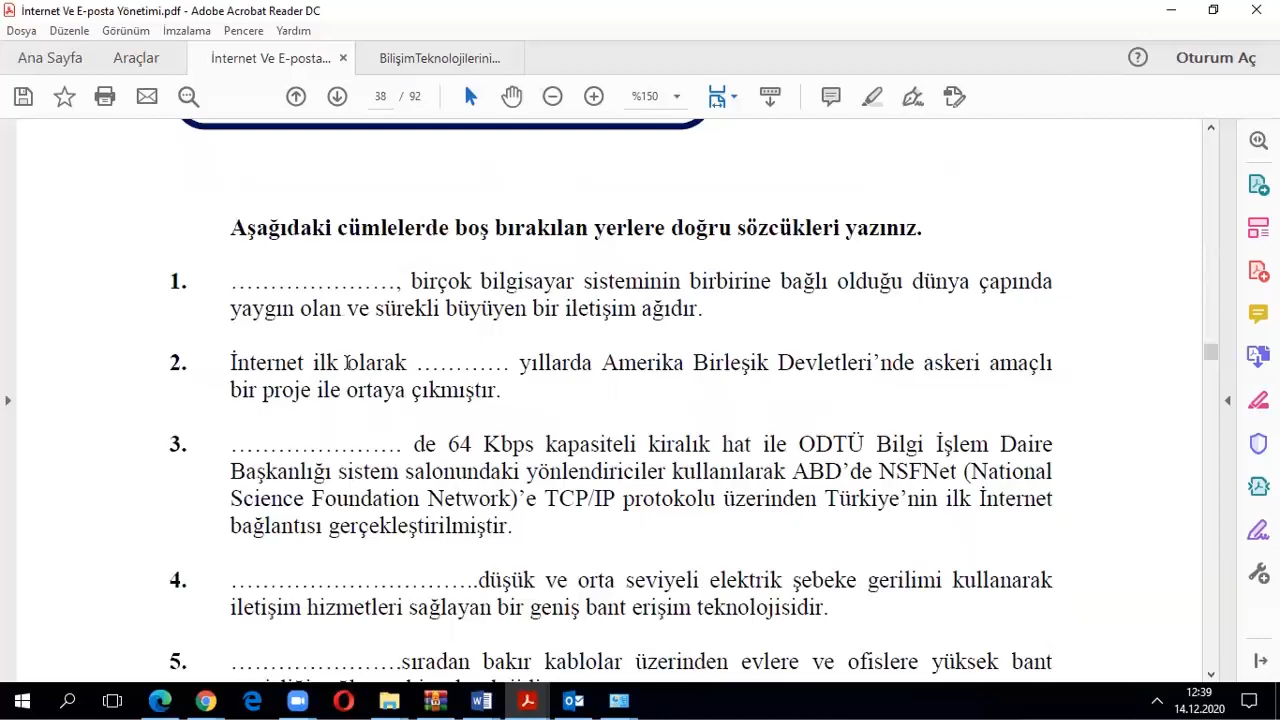 İnternet Ve E-posta Yönetimi.pdf - Adobe Acrobat Reader DC
Dosya Düzenle Görünüm İmzalama Pencere Yardım
Ana Sayfa Araçlar İnternet Ve E-posta... × BilişimTeknolojilerini... Oturum Aç
38 / 92 %150
Aşağıdaki cümlelerde boş bırakılan yerlere doğru sözcükleri yazınız.
1. …………………, birçok bilgisayar sisteminin birbirine bağlı olduğu dünya çapında
yaygın olan ve sürekli büyüyen bir iletişim ağıdır.
2. İnternet ilk olarak ………… yıllarda Amerika Birleşik Devletleri’nde askeri amaçlı
bir proje ile ortaya çıkmıştır.
3. …………………. de 64 Kbps kapasiteli kiralık hat ile ODTÜ Bilgi İşlem Daire
Başkanlığı sistem salonundaki yönlendiriciler kullanılarak ABD’de NSFNet (National
Science Foundation Network)’e TCP/IP protokolu üzerinden Türkiye’nin ilk İnternet
bağlantısı gerçekleştirilmiştir.
4. ………………………….düşük ve orta seviyeli elektrik şebeke gerilimi kullanarak
iletişim hizmetleri sağlayan bir geniş bant erişim teknolojisidir.
5. ………………….sıradan bakır kablolar üzerinden evlere ve ofislere yüksek bant
12:39
14.12.2020